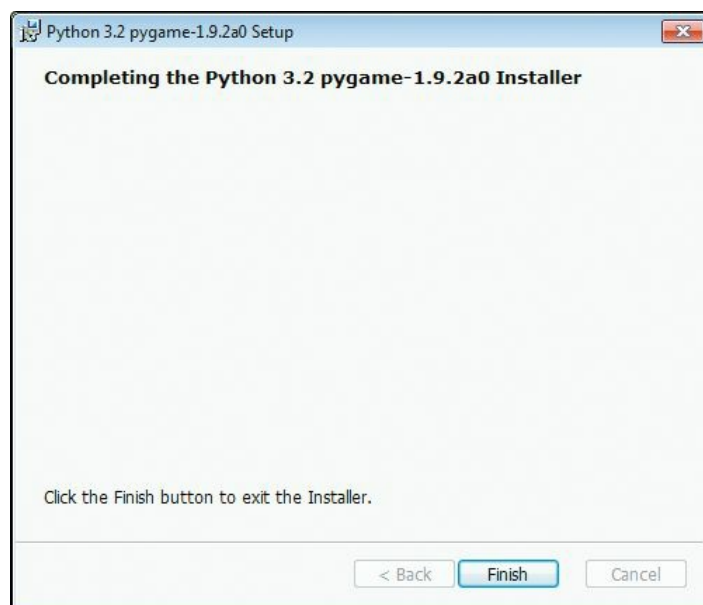 Python 3.2 pygame-1.9.2a0 Setup
Completing the Python 3.2 pygame-1.9.2a0 Installer
Click the Finish button to exit the Installer.
< Back
Finish
Cancel